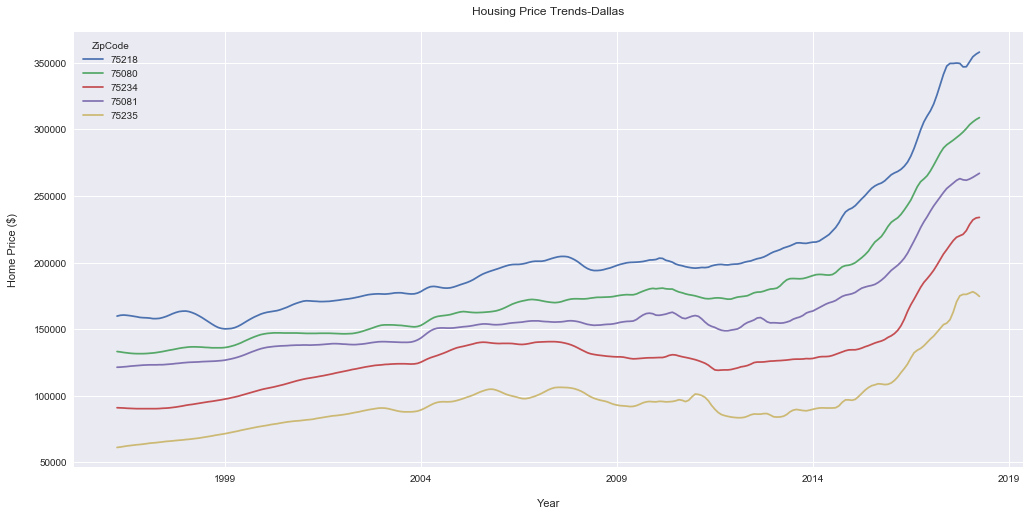 Housing Price Trends-Dallas
ZipCode
75218
75080
75234
75081
75235
350000
300000
250000
200000
150000
100000
50000
Home Price ($)
1999 2004 2009 2014 2019
Year